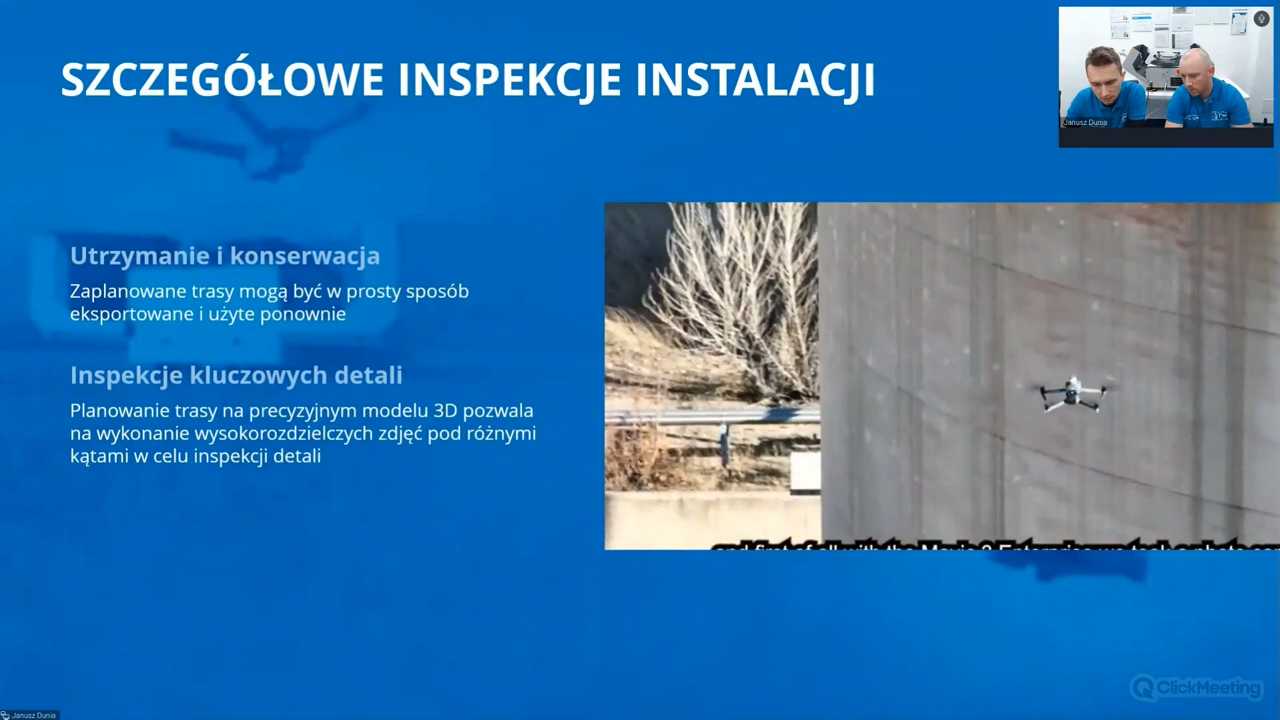 SZCZEGÓŁOWE INSPEKCJE INSTALACJI
Janusz Dunia
Utrzymanie i konserwacja
Zaplanowane trasy mogą być w prosty sposób
eksportowane i użyte ponownie
Inspekcje kluczowych detali
Planowanie trasy na precyzyjnym modelu 3D pozwala
na wykonanie wysokorozdzielczych zdjęć pod różnymi
kątami w celu inspekcji detali
ClickMeeting
Janusz Dunia